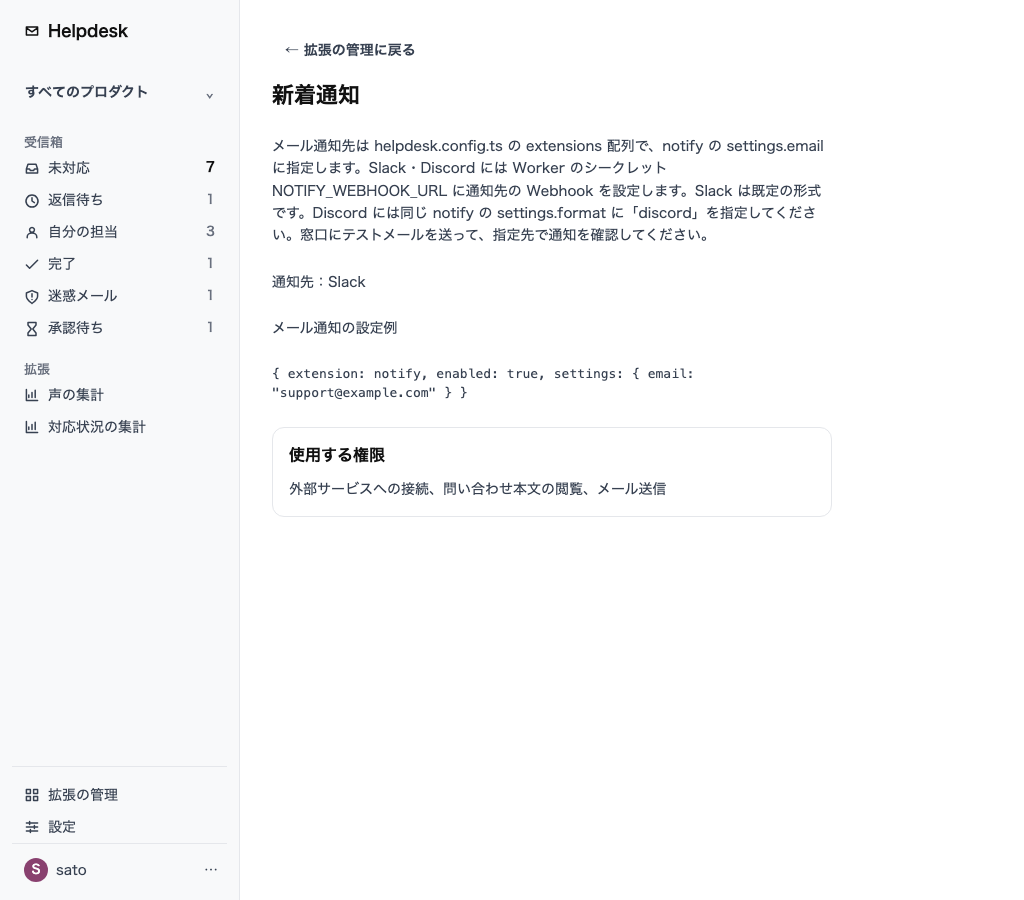 Helpdesk
すべてのプロダクト
受信箱
未対応 7
返信待ち 1
自分の担当 3
完了 1
迷惑メール 1
承認待ち 1
拡張
声の集計
対応状況の集計
拡張の管理
設定
S sato ...
← 拡張の管理に戻る
新着通知
メール通知先は helpdesk.config.ts の extensions 配列で、notify の settings.email
に指定します。Slack・Discord には Worker のシークレット
NOTIFY_WEBHOOK_URL に通知先の Webhook を設定します。Slack は既定の形式
です。Discord には同じ notify の settings.format に「discord」を指定してくださ
い。窓口にテストメールを送って、指定先で通知を確認してください。
通知先：Slack
メール通知の設定例
{ extension: notify, enabled: true, settings: { email:
"support@example.com" } }
使用する権限
外部サービスへの接続、問い合わせ本文の閲覧、メール送信